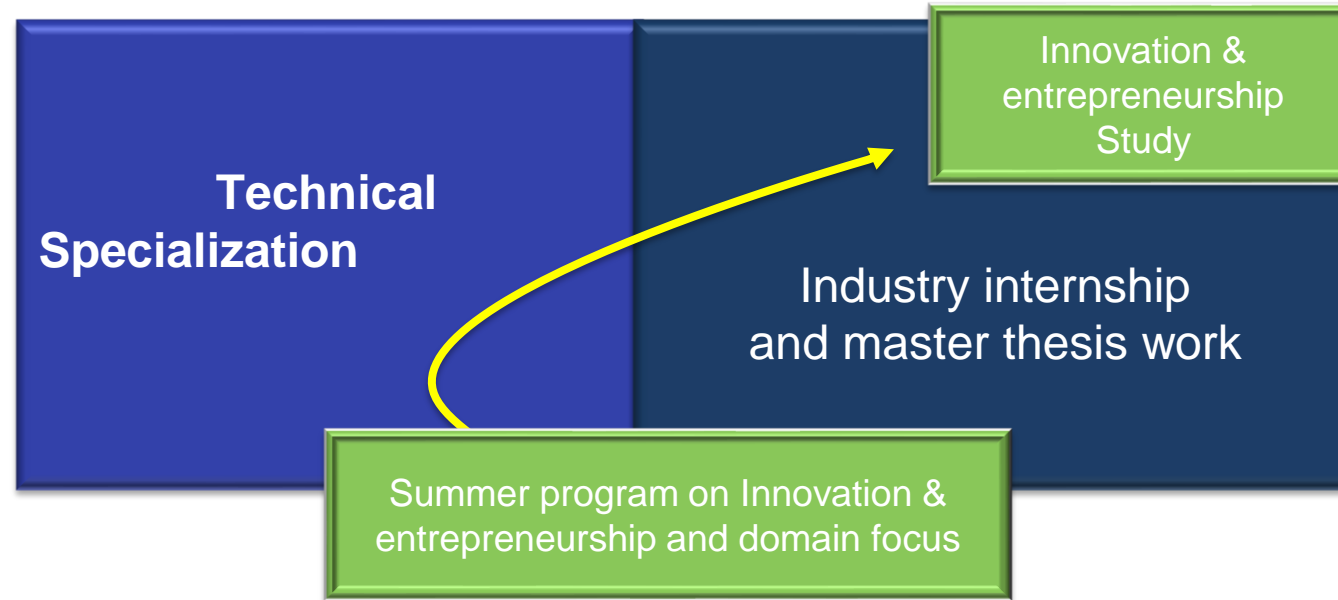 Technical
Specialization
Innovation &
entrepreneurship
Study
Industry internship
and master thesis work
Summer program on Innovation &
entrepreneurship and domain focus